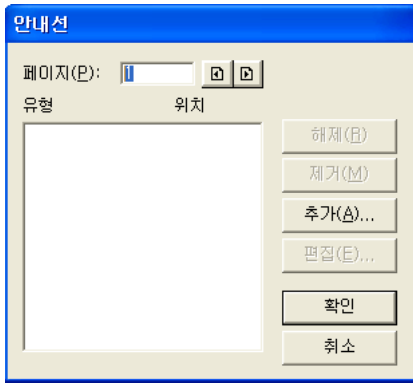 안내선
페이지(P): 1
유형 위치
해제(R)
제거(M)
추가(A)...
편집(E)...
확인
취소